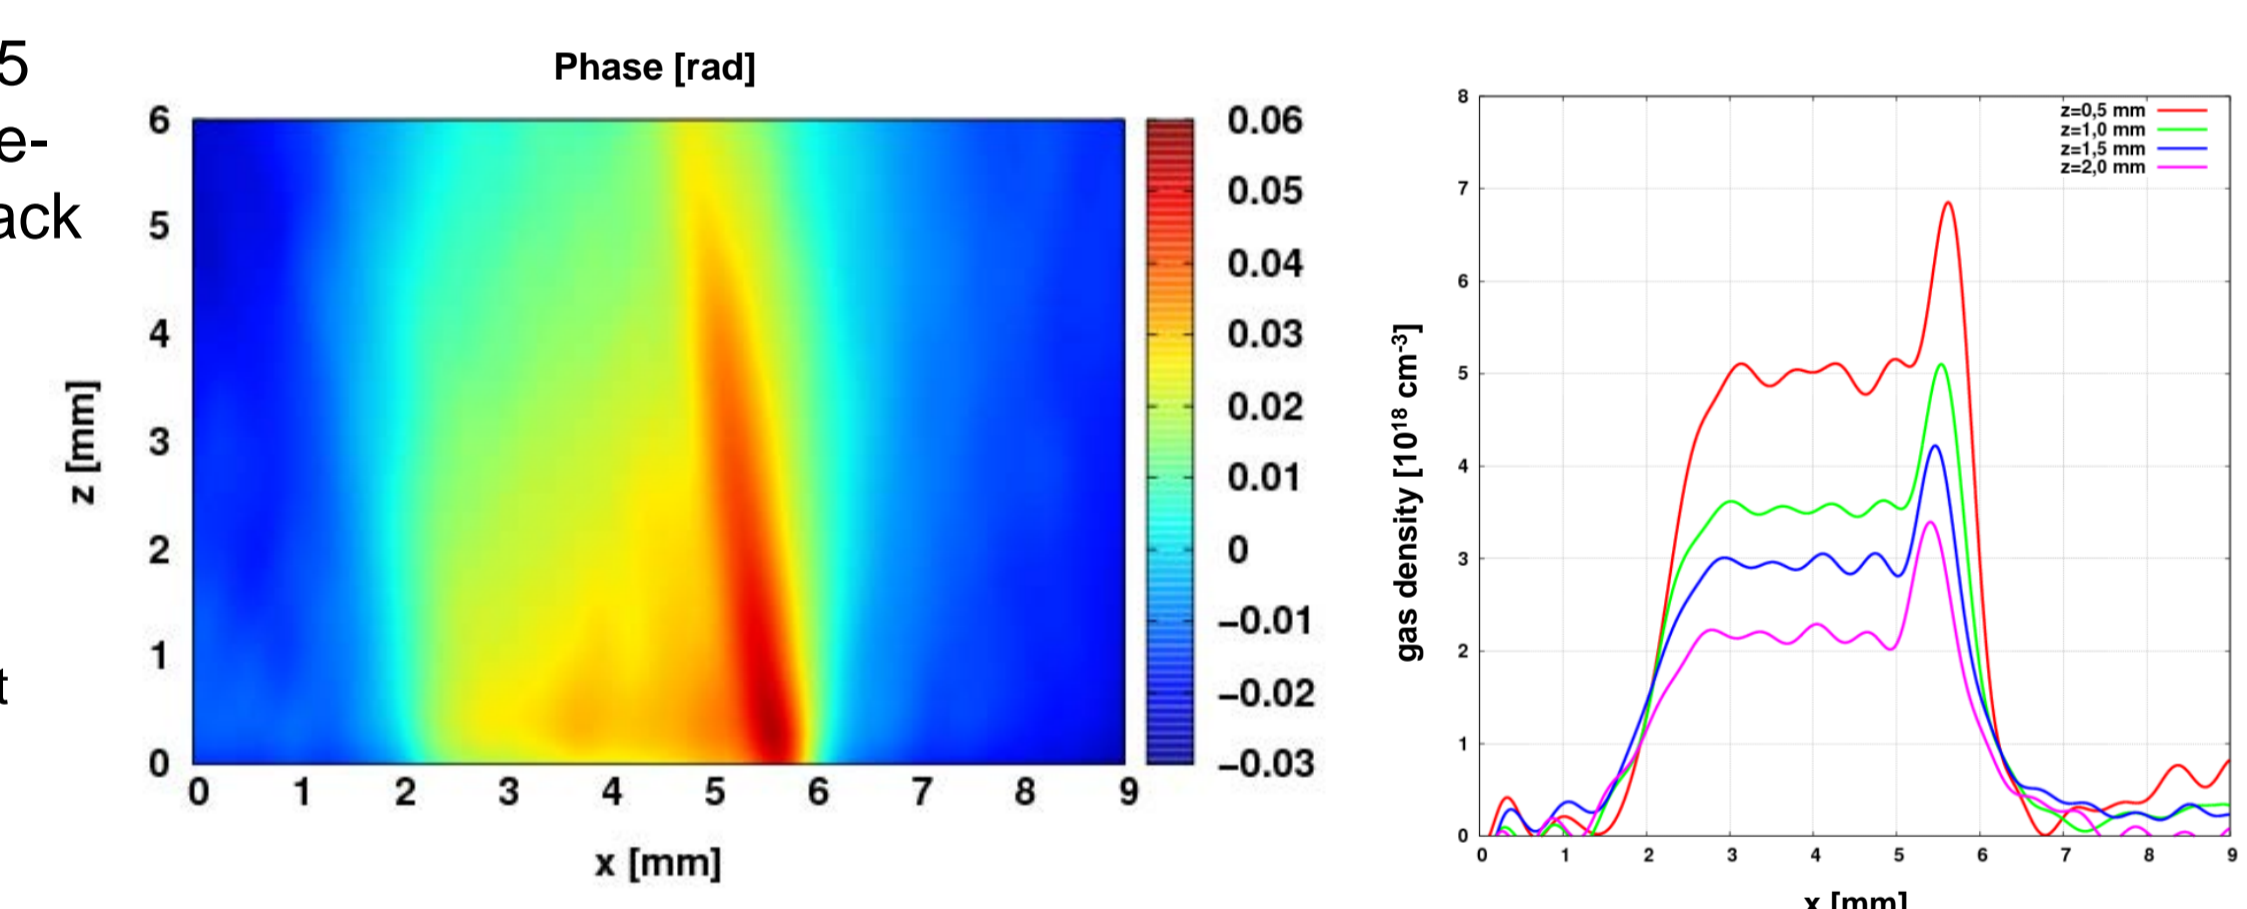 5
e-
ack
t
Phase [rad]
6
5
4
3
2
1
0
z [mm]
0 1 2 3 4 5 6 7 8 9
x [mm]
0.06
0.05
0.04
0.03
0.02
0.01
0
−0.01
−0.02
−0.03
8
7
6
5
4
3
2
1
0
gas density [10¹⁸ cm⁻³]
z=0,5 mm
z=1,0 mm
z=1,5 mm
z=2,0 mm
0 1 2 3 4 5 6 7 8 9
x [mm]